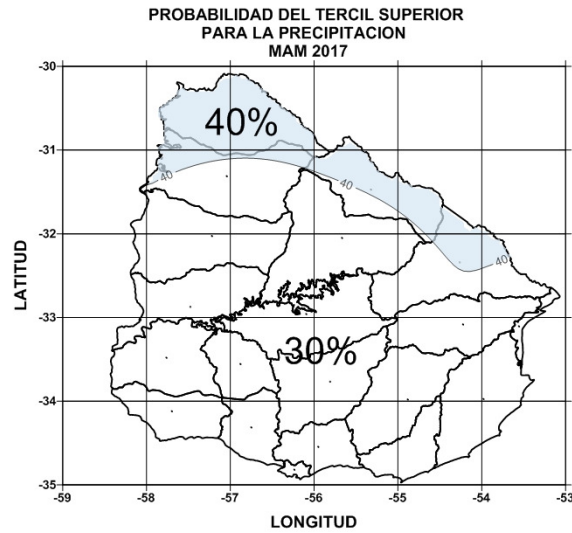 PROBABILIDAD DEL TERCIL SUPERIOR
PARA LA PRECIPITACION
MAM 2017
-30
40%
-31
40
40
-32
40
LATITUD
-33
30%
-34
-35
-59 -58 -57 -56 -55 -54 -53
LONGITUD